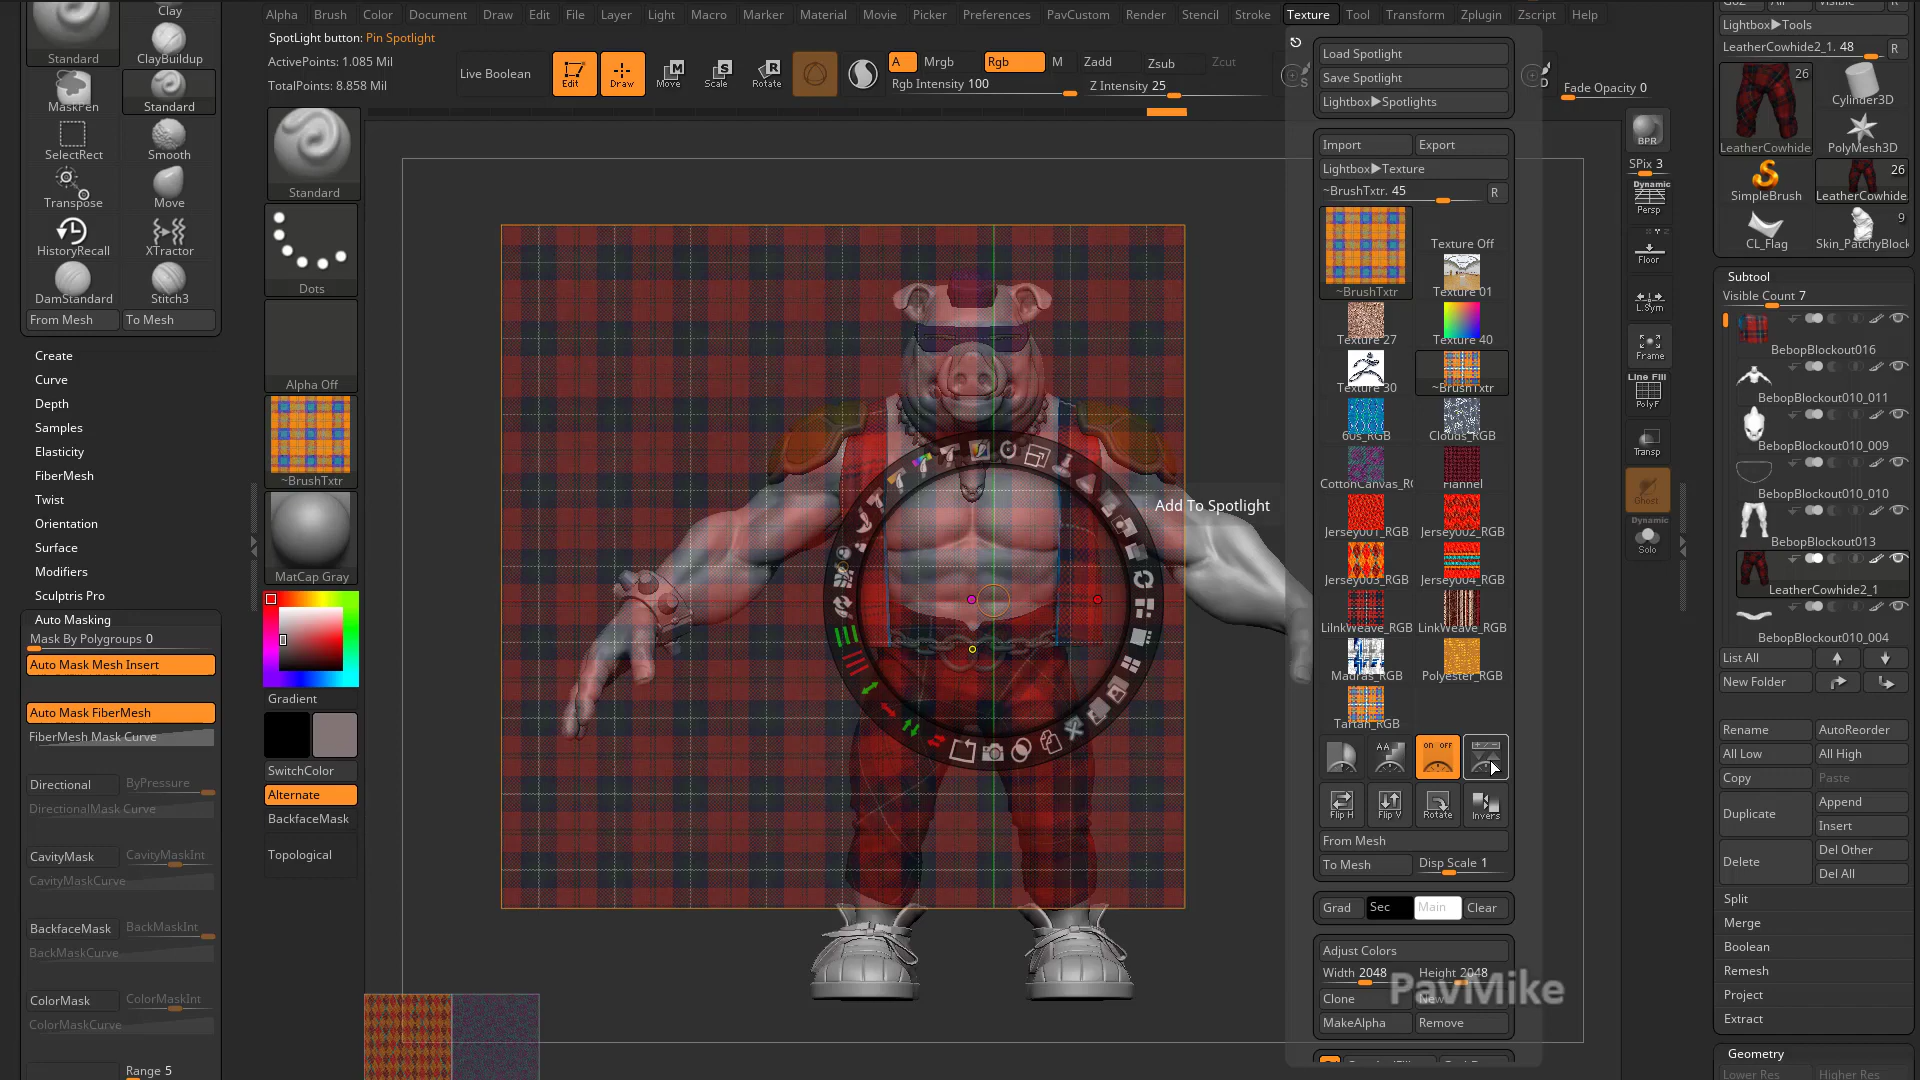 Alpha Brush Color Document Draw Edit File Layer Light Macro Marker Material Movie Picker Preferences PavCustom Render Stencil Stroke Texture Tool Transform Zplugin Zscript Help
SpotLight button: Pin Spotlight
ActivePoints: 1.085 Mil
TotalPoints: 8.858 Mil
Live Boolean
Edit
Draw
Move
Scale
Rotate
A
Mrgb
Rgb
M
Zadd
Zsub
Zcut
Rgb Intensity 100
Z Intensity 25
Fade Opacity 0
Clay
Standard
ClayBuildup
MaskPen
Standard
SelectRect
Smooth
Transpose
Move
HistoryRecall
XTractor
DamStandard
Stitch3
From Mesh
To Mesh
Create
Curve
Depth
Samples
Elasticity
FiberMesh
Twist
Orientation
Surface
Modifiers
Sculptris Pro
Auto Masking
Mask By Polygroups 0
Auto Mask Mesh Insert
Auto Mask FiberMesh
FiberMesh Mask Curve
Directional
ByPressure
DirectionalMask Curve
CavityMask
CavityMaskInt
CavityMaskCurve
BackfaceMask
BackMaskInt
BackMaskCurve
ColorMask
ColorMaskInt
ColorMaskCurve
Range 5
Standard
Dots
Alpha Off
~BrushTxtr
MatCap Gray
Gradient
SwitchColor
Alternate
BackfaceMask
Topological
Add To Spotlight
Load Spotlight
Save Spotlight
Lightbox▶Spotlights
Import
Export
Lightbox▶Texture
~BrushTxtr. 45
R
~BrushTxtr
Texture Off
Texture 01
Texture 27
Texture 40
Texture 30
~BrushTxtr
60s_RGB
Clouds_RGB
CottonCanvas_RG
Flannel
Jersey001_RGB
Jersey002_RGB
Jersey003_RGB
Jersey004_RGB
LiInkWeave_RGB
LinkWeave_RGB
Madras_RGB
Polyester_RGB
Tartan_RGB
AA
ON OFF
Flip H
Flip V
Rotate
Invers
From Mesh
To Mesh
Disp Scale 1
Grad
Sec
Main
Clear
Adjust Colors
Width 2048
Height 2048
Clone
New
MakeAlpha
Remove
PavMike
BPR
SPix 3
Dynamic
Persp
Floor
L.Sym
Frame
Line Fill
PolyF
Transp
Ghost
Dynamic
Solo
Lightbox▶Tools
LeatherCowhide2_1. 48
R
26
LeatherCowhide
Cylinder3D
PolyMesh3D
SimpleBrush
26
LeatherCowhide
CL_Flag
9
Skin_PatchyBlock
Subtool
Visible Count 7
BebopBlockout016
BebopBlockout010_011
BebopBlockout010_009
BebopBlockout010_010
BebopBlockout013
LeatherCowhide2_1
BebopBlockout010_004
List All
New Folder
Rename
AutoReorder
All Low
All High
Copy
Paste
Duplicate
Append
Insert
Delete
Del Other
Del All
Split
Merge
Boolean
Remesh
Project
Extract
Geometry
Lower Res
Higher Res